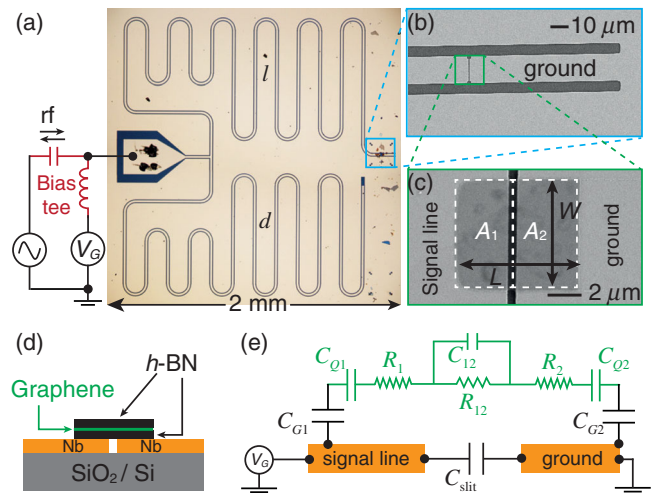 (a)
l
d
rf
Bias
tee
V_G
2 mm
(b)
10 μm
ground
(c)
Signal line
A₁
A₂
W
L
ground
2 μm
(d)
h-BN
Graphene
Nb
Nb
SiO₂ / Si
(e)
C_Q1
R₁
C₁₂
R₁₂
R₂
C_Q2
C_G1
C_G2
V_G
signal line
C_slit
ground